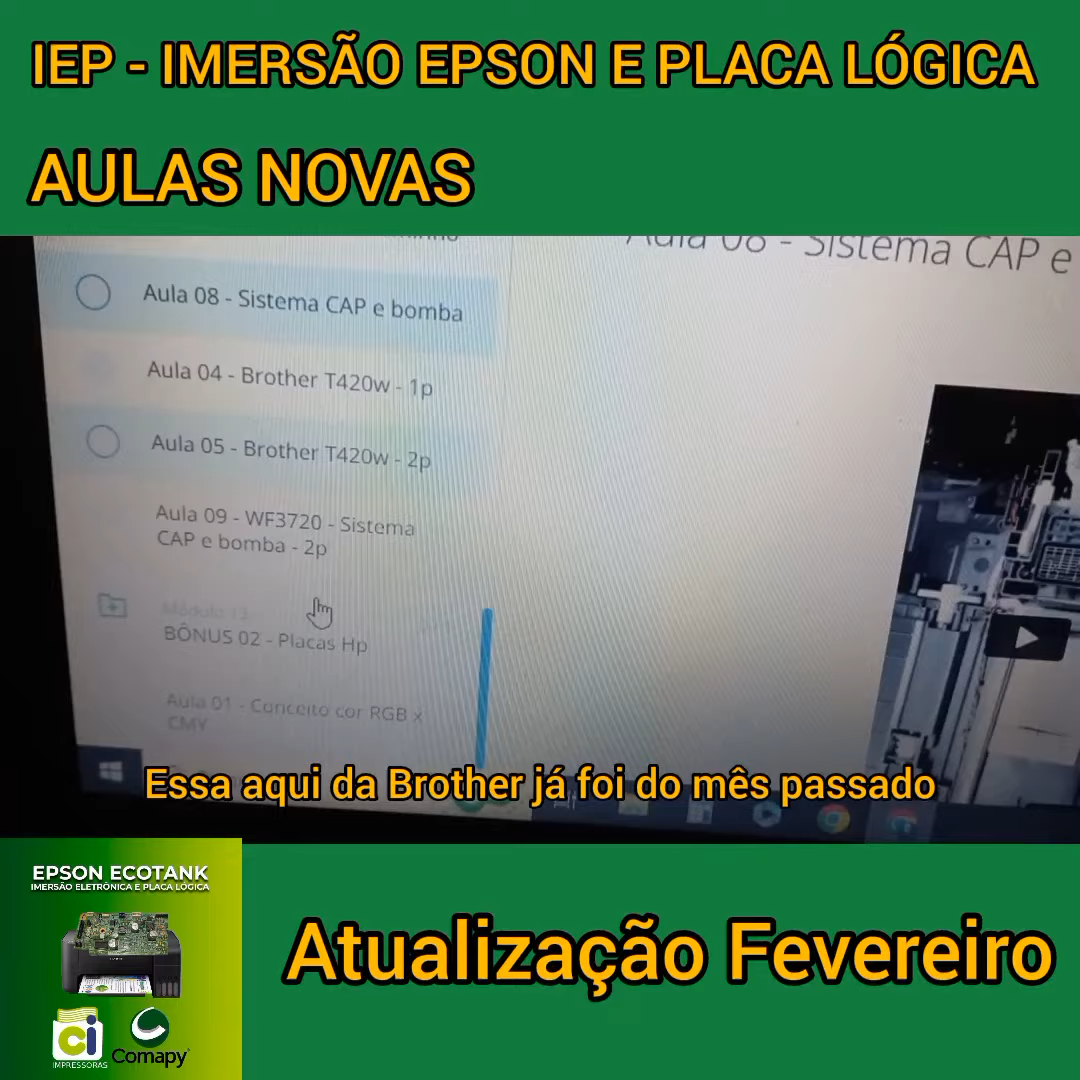 IEP - IMERSÃO EPSON E PLACA LÓGICA
AULAS NOVAS
Aula 08 - Sistema CAP e
Aula 08 - Sistema CAP e bomba
Aula 04 - Brother T420w - 1p
Aula 05 - Brother T420w - 2p
Aula 09 - WF3720 - Sistema
CAP e bomba - 2p
Módulo 13
BÔNUS 02 - Placas Hp
Aula 01 - Conceito cor RGB x
CMY
Essa aqui da Brother já foi do mês passado
EPSON ECOTANK
IMERSÃO ELETRÔNICA E PLACA LÓGICA
ci
IMPRESSORAS
Comapy
Atualização Fevereiro